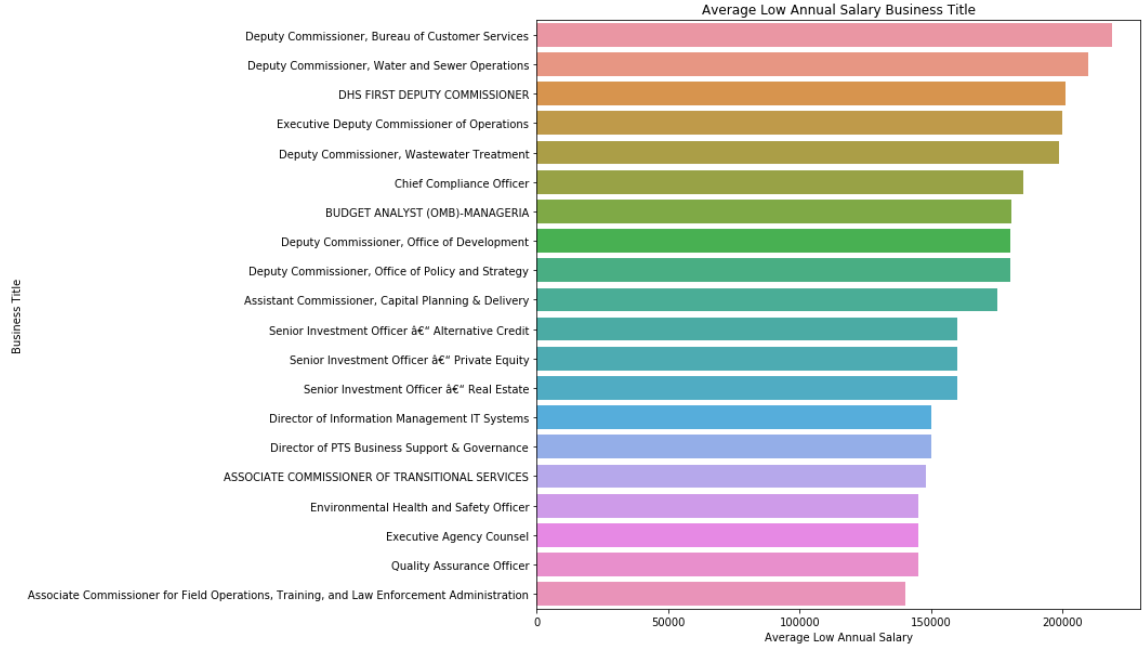 Average Low Annual Salary Business Title
Business Title
Deputy Commissioner, Bureau of Customer Services
Deputy Commissioner, Water and Sewer Operations
DHS FIRST DEPUTY COMMISSIONER
Executive Deputy Commissioner of Operations
Deputy Commissioner, Wastewater Treatment
Chief Compliance Officer
BUDGET ANALYST (OMB)-MANAGERIA
Deputy Commissioner, Office of Development
Deputy Commissioner, Office of Policy and Strategy
Assistant Commissioner, Capital Planning & Delivery
Senior Investment Officer â€“ Alternative Credit
Senior Investment Officer â€“ Private Equity
Senior Investment Officer â€“ Real Estate
Director of Information Management IT Systems
Director of PTS Business Support & Governance
ASSOCIATE COMMISSIONER OF TRANSITIONAL SERVICES
Environmental Health and Safety Officer
Executive Agency Counsel
Quality Assurance Officer
Associate Commissioner for Field Operations, Training, and Law Enforcement Administration
0 50000 100000 150000 200000
Average Low Annual Salary